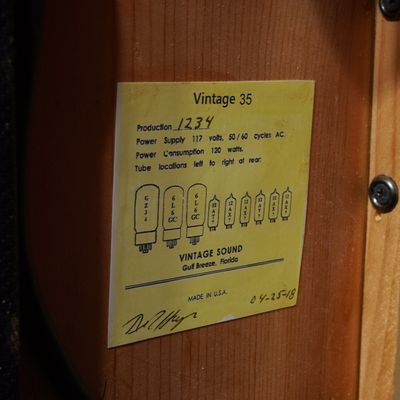 Vintage 35
Production 1234
Power Supply 117 volts, 50/60 cycles AC.
Power Consumption 120 watts.
Tube locations left to right at rear:
GZ34 6L6GC 6L6GC 12AX7 12AX7 12AX7 12AX7
VINTAGE SOUND
Gulf Breeze, Florida
MADE IN U.S.A.
04-25-18